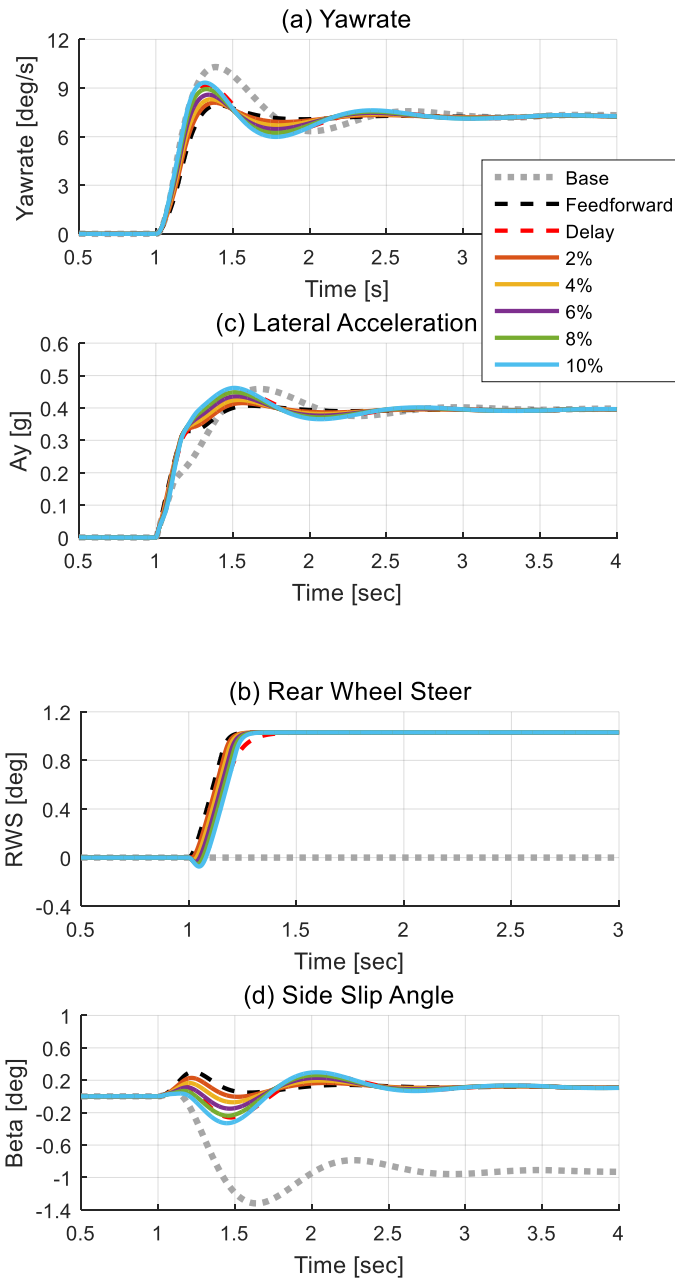 (a) Yawrate
12
9
6
3
0
Yawrate [deg/s]
0.5 1 1.5 2 2.5 3
Time [s]
Base
Feedforward
Delay
2%
4%
6%
8%
10%
(c) Lateral Acceleration
0.6
0.5
0.4
0.3
0.2
0.1
0
Ay [g]
0.5 1 1.5 2 2.5 3 3.5 4
Time [sec]
(b) Rear Wheel Steer
1.2
0.8
0.4
0
-0.4
RWS [deg]
0.5 1 1.5 2 2.5 3
Time [sec]
(d) Side Slip Angle
1
0.6
0.2
-0.2
-0.6
-1
-1.4
Beta [deg]
0.5 1 1.5 2 2.5 3 3.5 4
Time [sec]